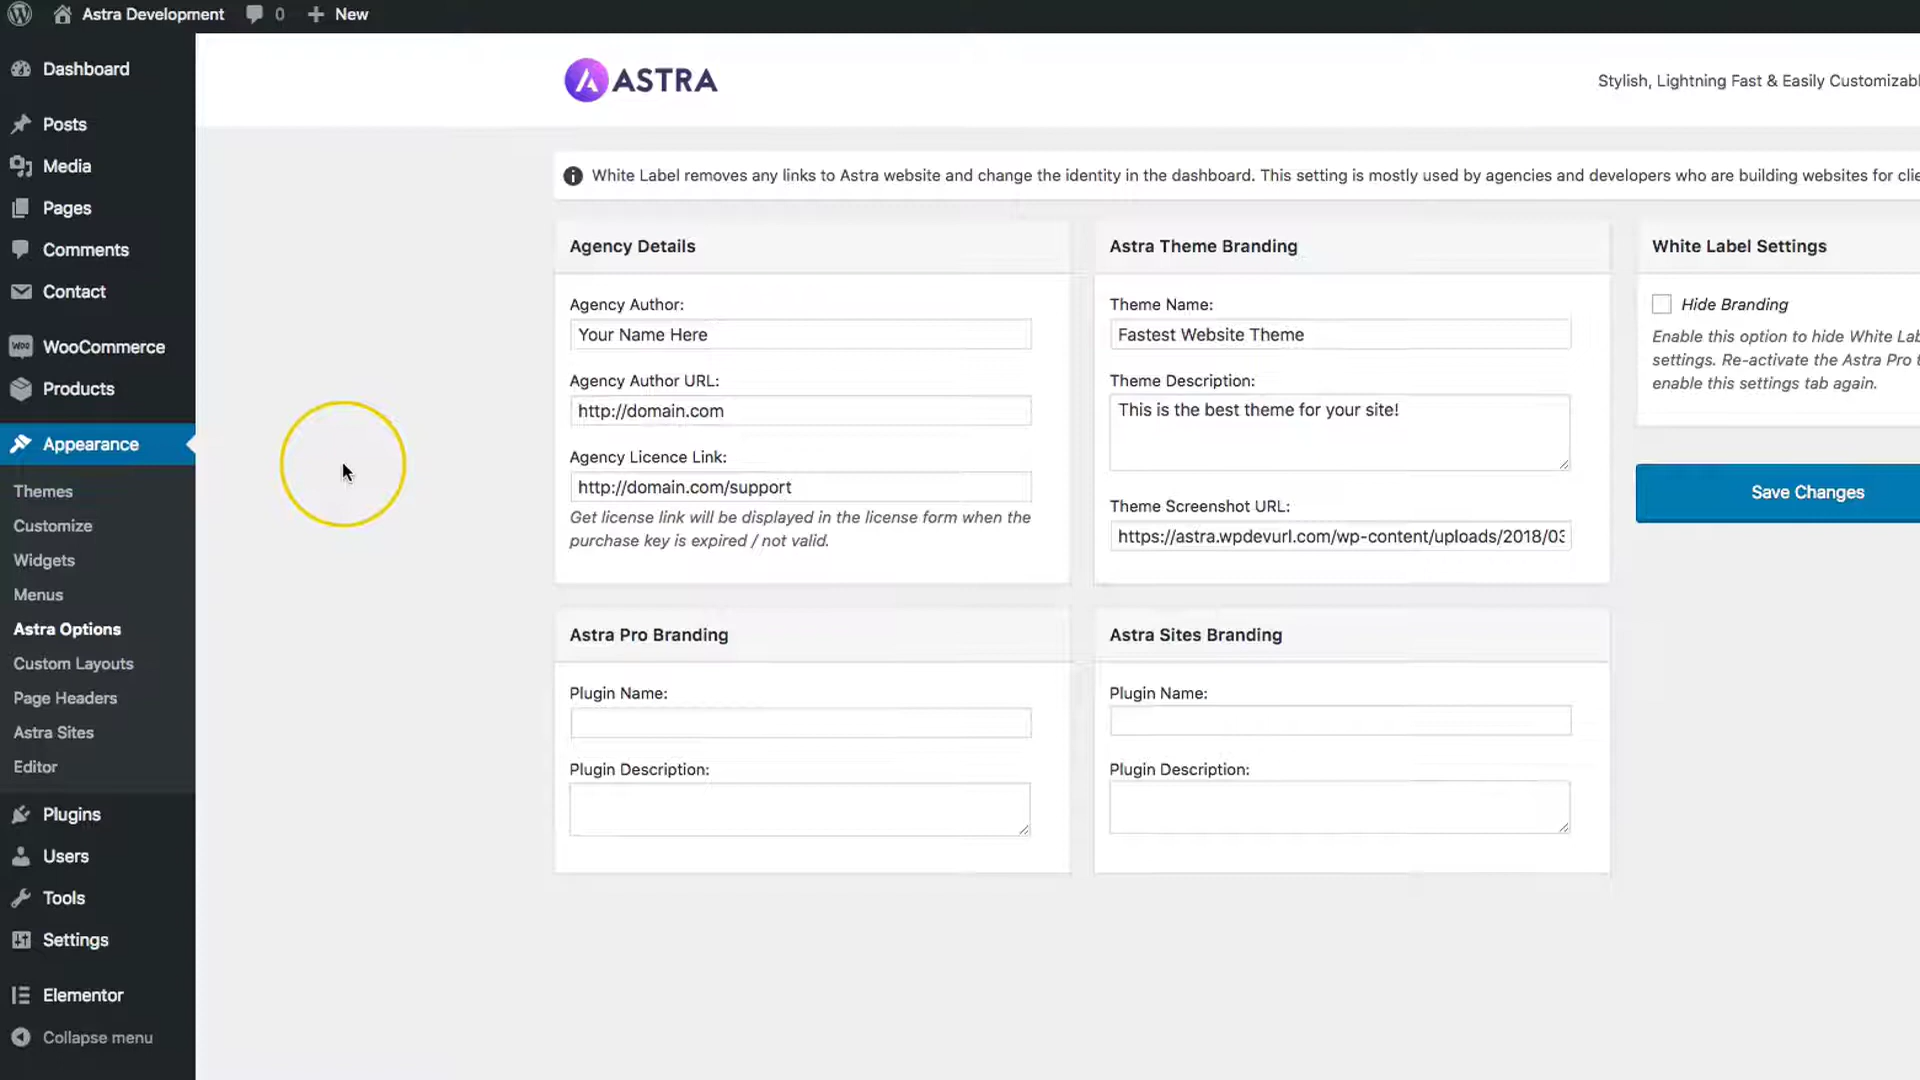 Astra Development 0 New
Dashboard
Posts
Media
Pages
Comments
Contact
WooCommerce
Products
Appearance
Themes
Customize
Widgets
Menus
Astra Options
Custom Layouts
Page Headers
Astra Sites
Editor
Plugins
Users
Tools
Settings
Elementor
Collapse menu
ASTRA
Stylish, Lightning Fast & Easily Customizabl
White Label removes any links to Astra website and change the identity in the dashboard. This setting is mostly used by agencies and developers who are building websites for clie
Agency Details
Agency Author:
Your Name Here
Agency Author URL:
http://domain.com
Agency Licence Link:
http://domain.com/support
Get license link will be displayed in the license form when the
purchase key is expired / not valid.
Astra Theme Branding
Theme Name:
Fastest Website Theme
Theme Description:
This is the best theme for your site!
Theme Screenshot URL:
https://astra.wpdevurl.com/wp-content/uploads/2018/03
White Label Settings
Hide Branding
Enable this option to hide White Lab
settings. Re-activate the Astra Pro t
enable this settings tab again.
Save Changes
Astra Pro Branding
Plugin Name:
Plugin Description:
Astra Sites Branding
Plugin Name:
Plugin Description: